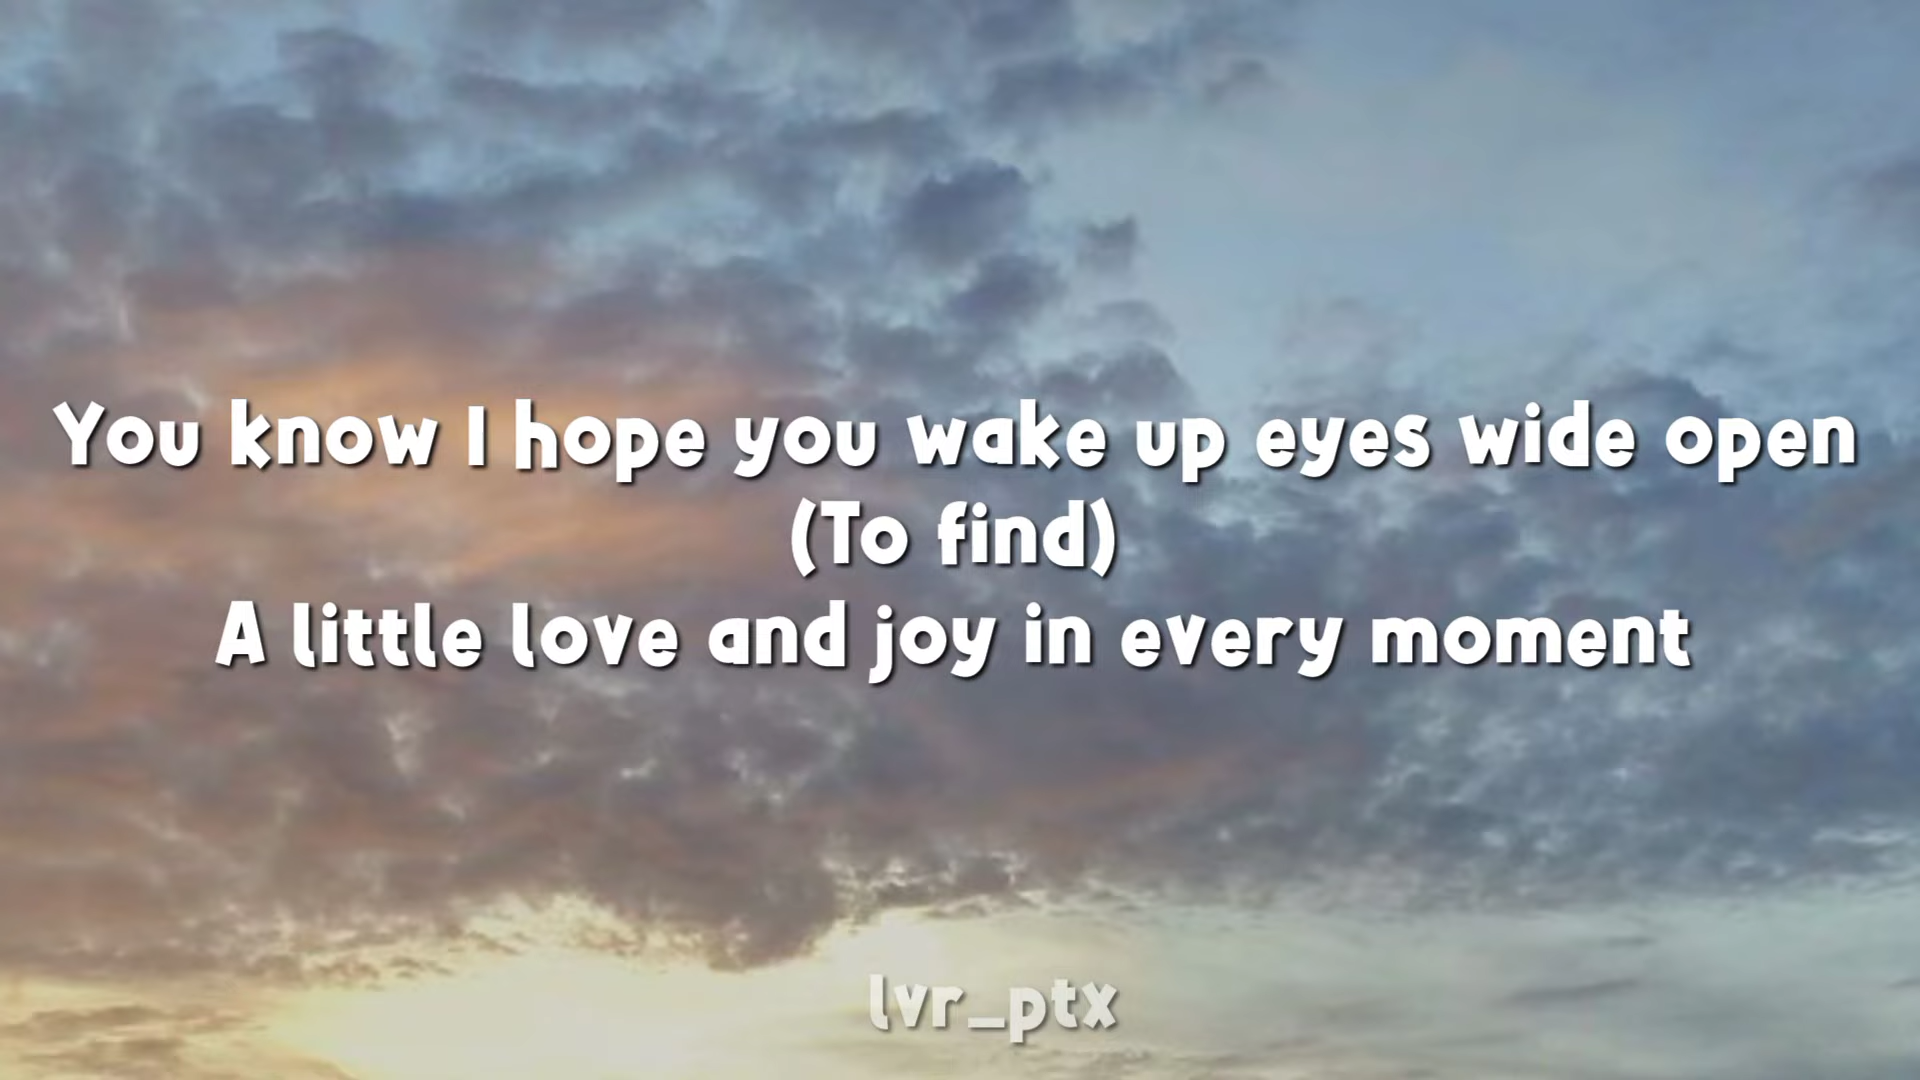 You know I hope you wake up eyes wide open
(To find)
A little love and joy in every moment
lvr_ptx